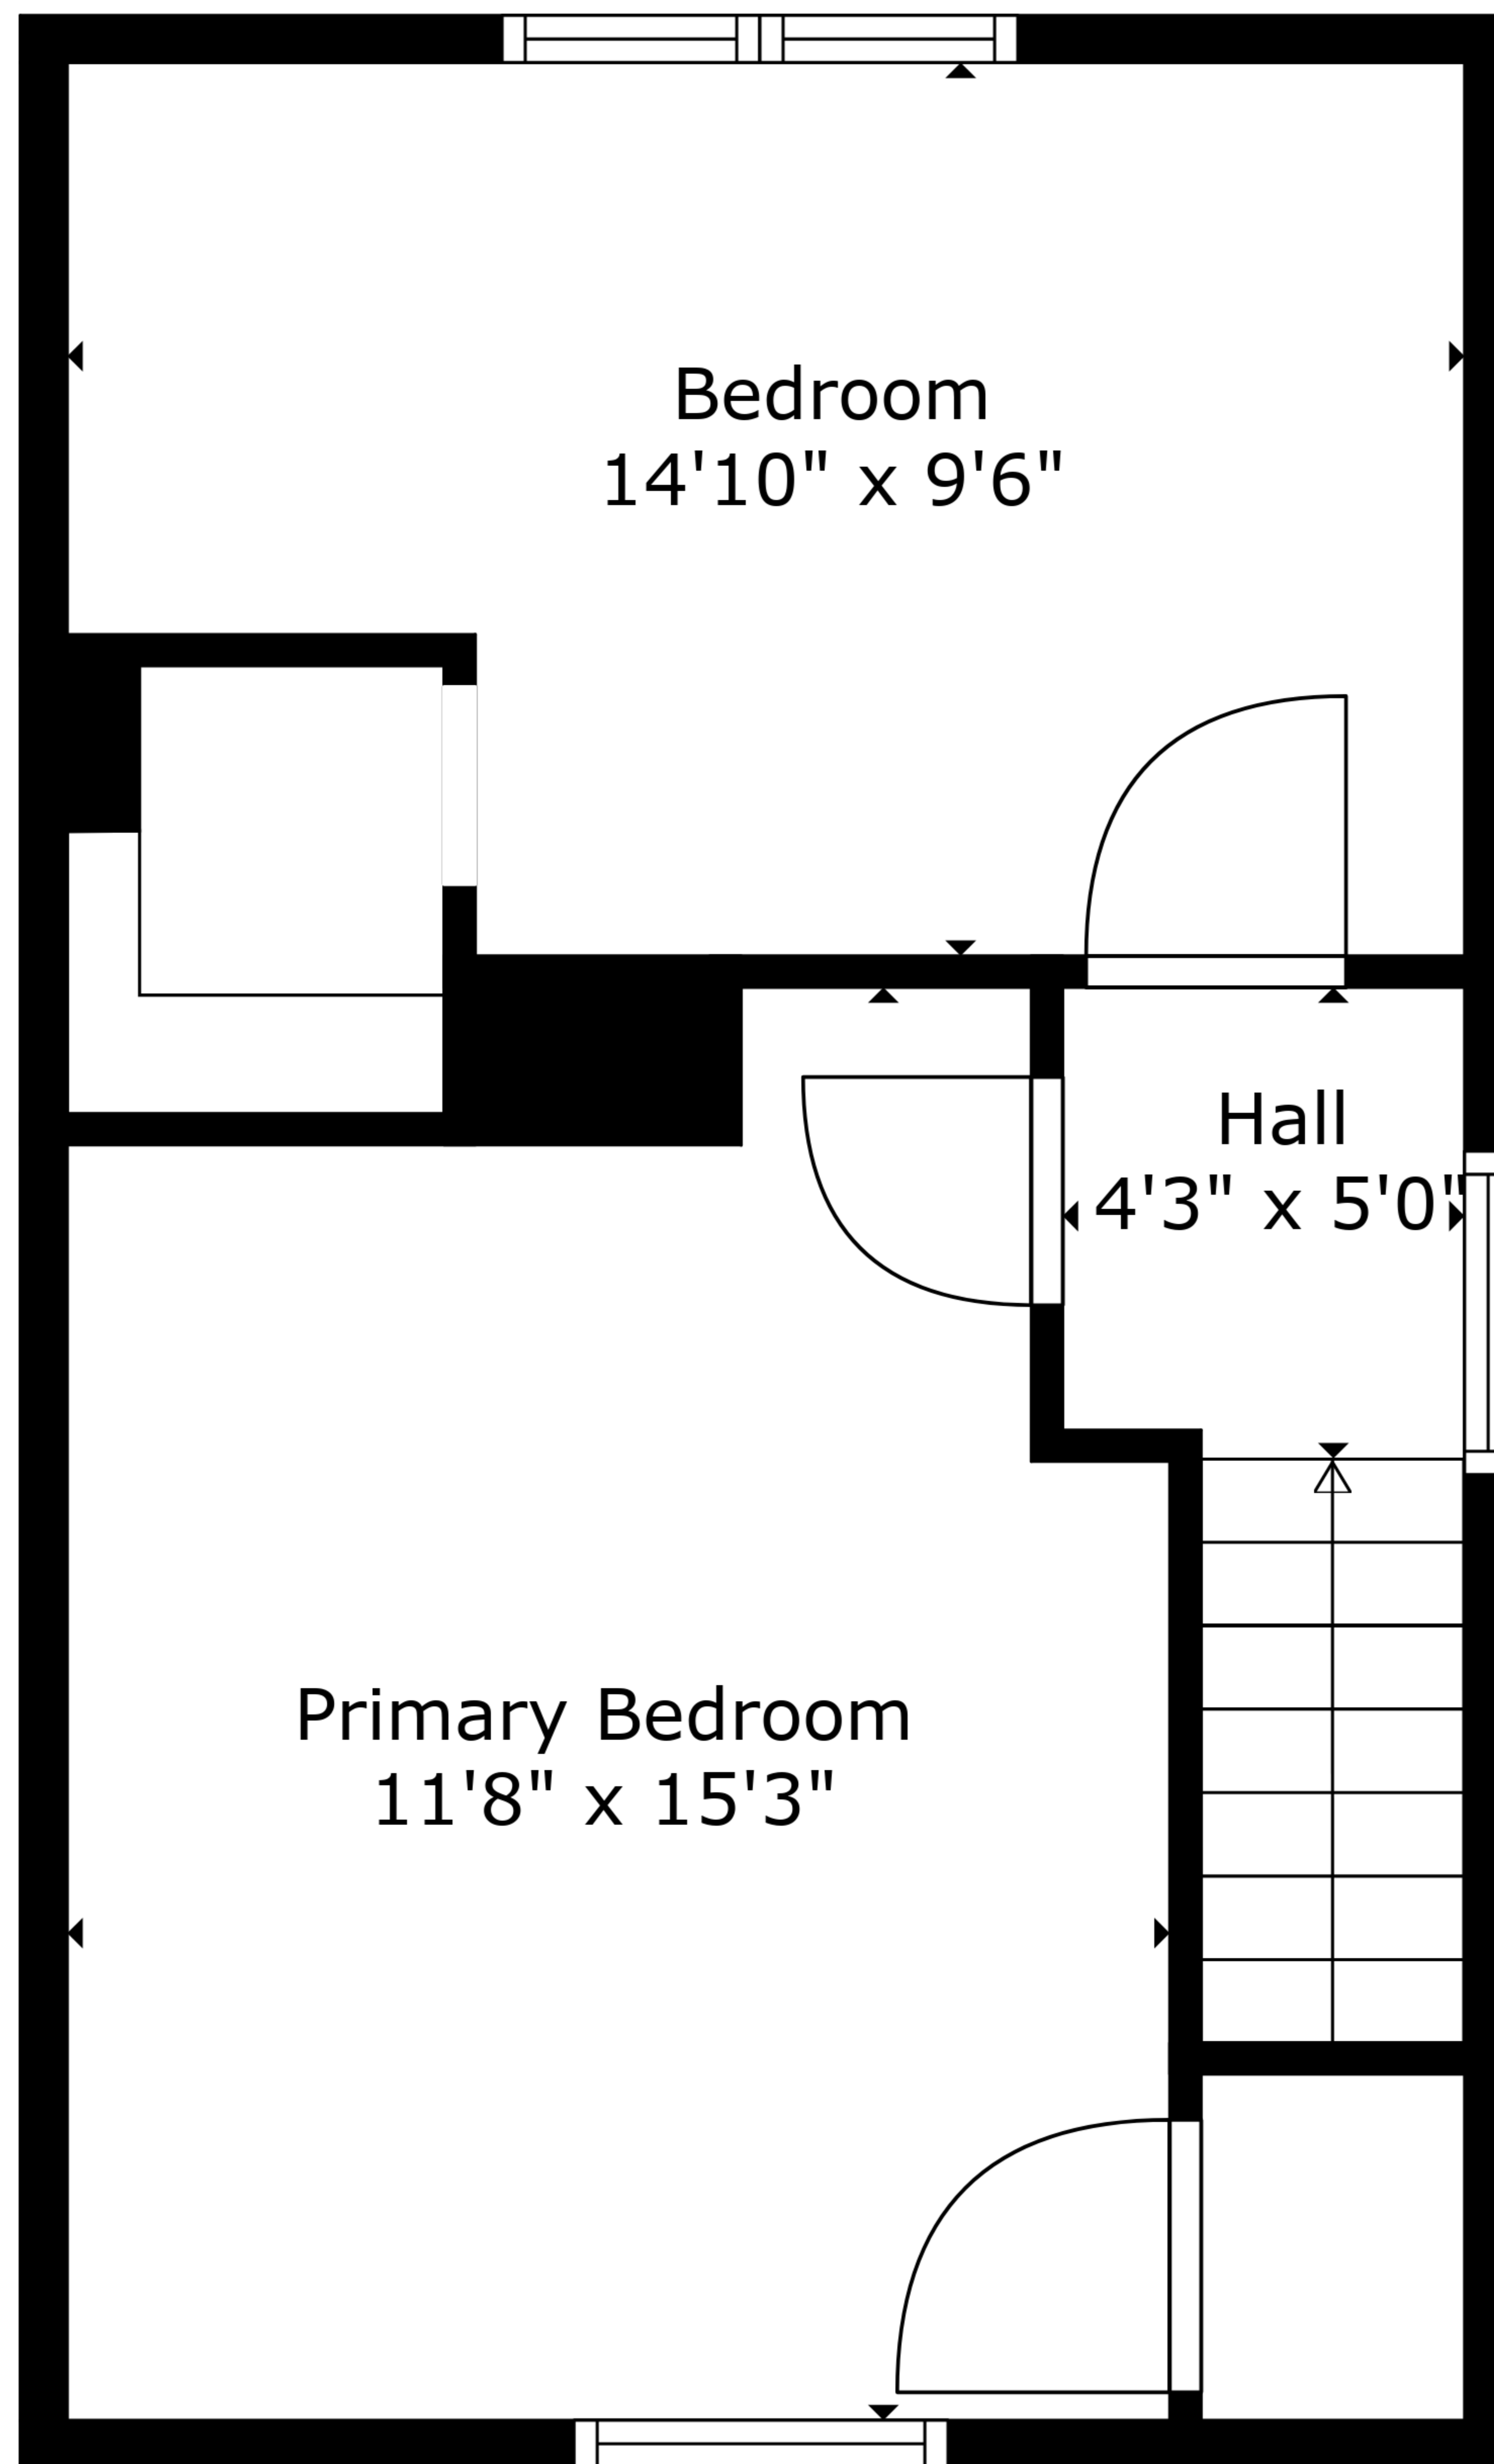 Bedroom
14'10" x 9'6"
Hall
4'3" x 5'0"
Primary Bedroom
11'8" x 15'3"